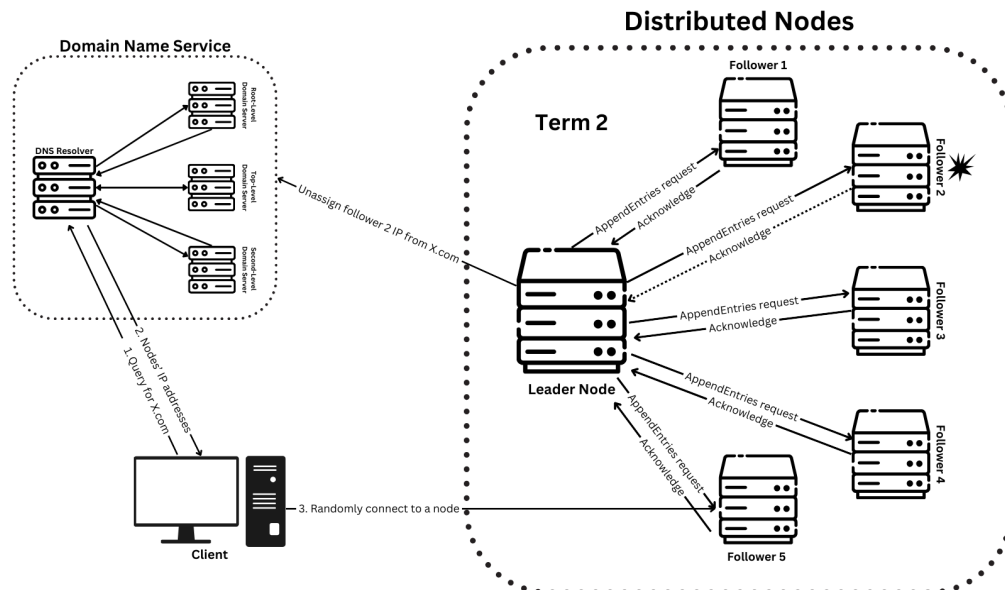 Distributed Nodes
Domain Name Service
Root-Level
Domain Server
DNS Resolver
Top-Level
Domain Server
Second-Level
Domain Server
Term 2
Follower 1
AppendEntries request
Acknowledge
Follower 2
AppendEntries request
Acknowledge
Unassign follower 2 IP from X.com
Follower 3
AppendEntries request
Acknowledge
Leader Node
Follower 4
AppendEntries request
Acknowledge
AppendEntries request
Acknowledge
Follower 5
2. Nodes' IP addresses
1. Query for X.com
3. Randomly connect to a node
Client